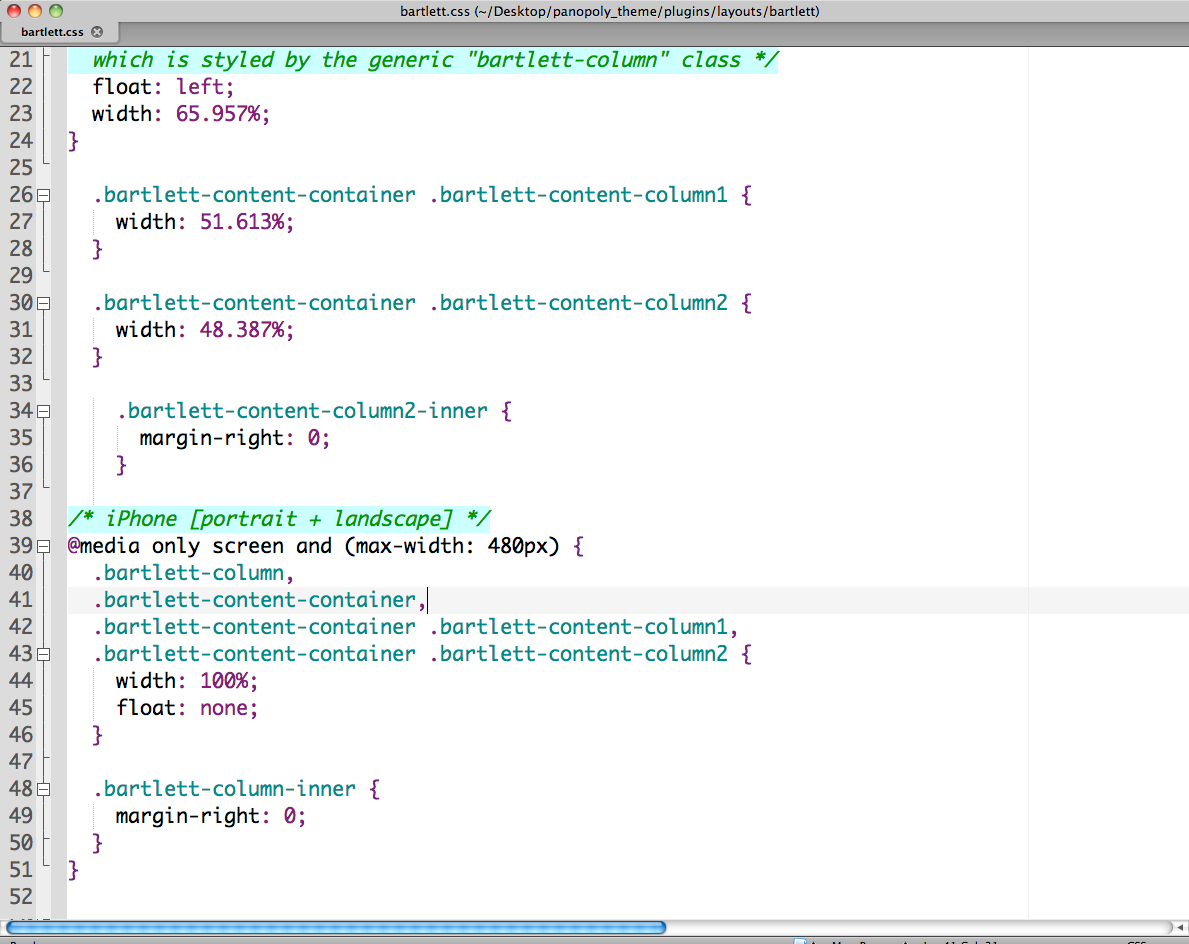 bartlett.css (~/Desktop/panopoly_theme/plugins/layouts/bartlett)
bartlett.css
21   which is styled by the generic "bartlett-column" class */
22   float: left;
23   width: 65.957%;
24 }
25
26   .bartlett-content-container .bartlett-content-column1 {
27     width: 51.613%;
28   }
29
30   .bartlett-content-container .bartlett-content-column2 {
31     width: 48.387%;
32   }
33
34     .bartlett-content-column2-inner {
35       margin-right: 0;
36     }
37
38 /* iPhone [portrait + landscape] */
39 @media only screen and (max-width: 480px) {
40   .bartlett-column,
41   .bartlett-content-container,
42   .bartlett-content-container .bartlett-content-column1,
43   .bartlett-content-container .bartlett-content-column2 {
44     width: 100%;
45     float: none;
46   }
47
48   .bartlett-column-inner {
49     margin-right: 0;
50   }
51 }
52